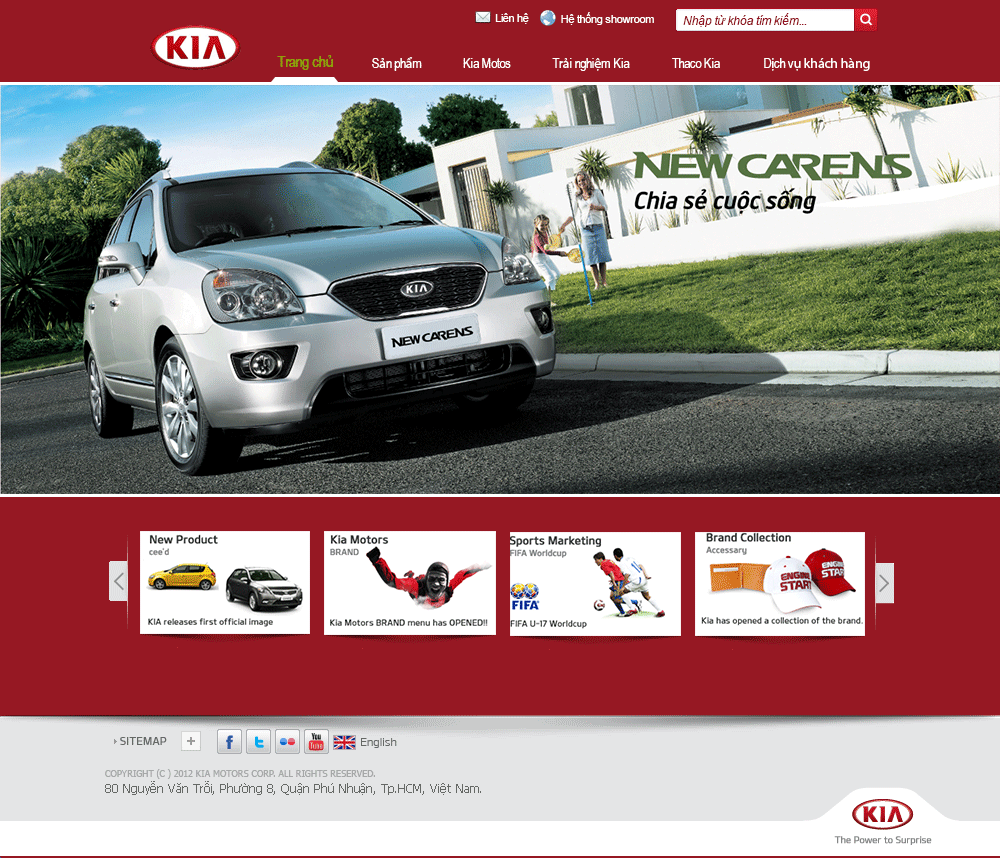 Liên hệ
Hệ thống showroom
Nhập từ khóa tím kiếm...
KIA
Trang chủ
Sản phẩm
Kia Motos
Trải nghiệm Kia
Thaco Kia
Dịch vụ khách hàng
NEW CARENS
Chia sẻ cuộc sống
KIA
NEW CARENS
New Product
cee'd
KIA releases first official image
Kia Motors
BRAND
Kia Motors BRAND menu has OPENED!!
Sports Marketing
FIFA Worldcup
FIFA
FIFA U-17 Worldcup
Brand Collection
Accessary
ENGINE
START
ENGINE
START
Kia has opened a collection of the brand.
SITEMAP
You
Tube
English
COPYRIGHT (C ) 2012 KIA MOTORS CORP. ALL RIGHTS RESERVED.
80 Nguyễn Văn Trỗi, Phường 8, Quận Phú Nhuận, Tp.HCM, Việt Nam.
KIA
The Power to Surprise